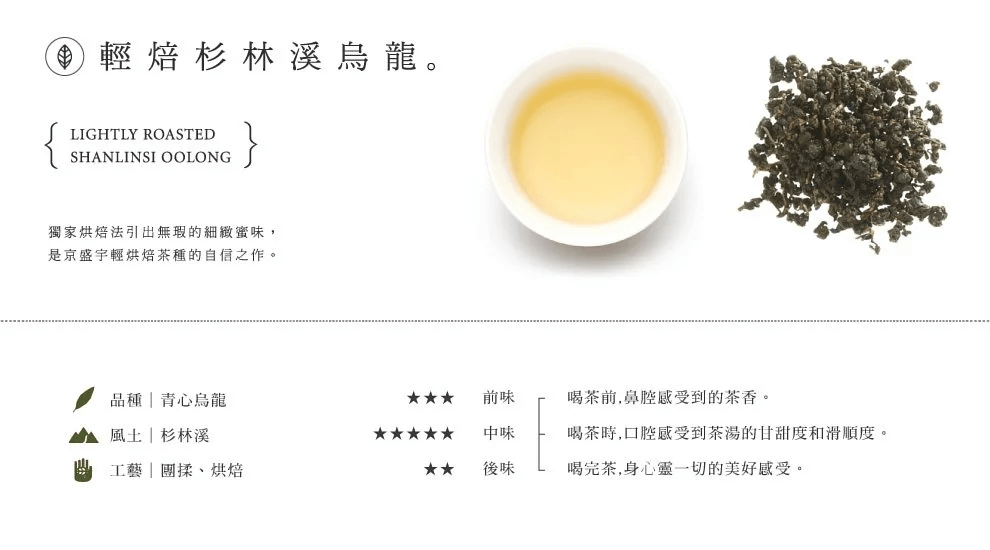 輕焙杉林溪烏龍。
LIGHTLY ROASTED
SHANLINSI OOLONG
獨家烘焙法引出無瑕的細緻蜜味，
是京盛宇輕烘焙茶種的自信之作。
品種｜青心烏龍
風土｜杉林溪
工藝｜團揉、烘焙
★★★ 前味 喝茶前,鼻腔感受到的茶香。
★★★★★ 中味 喝茶時,口腔感受到茶湯的甘甜度和滑順度。
★★ 後味 喝完茶,身心靈一切的美好感受。